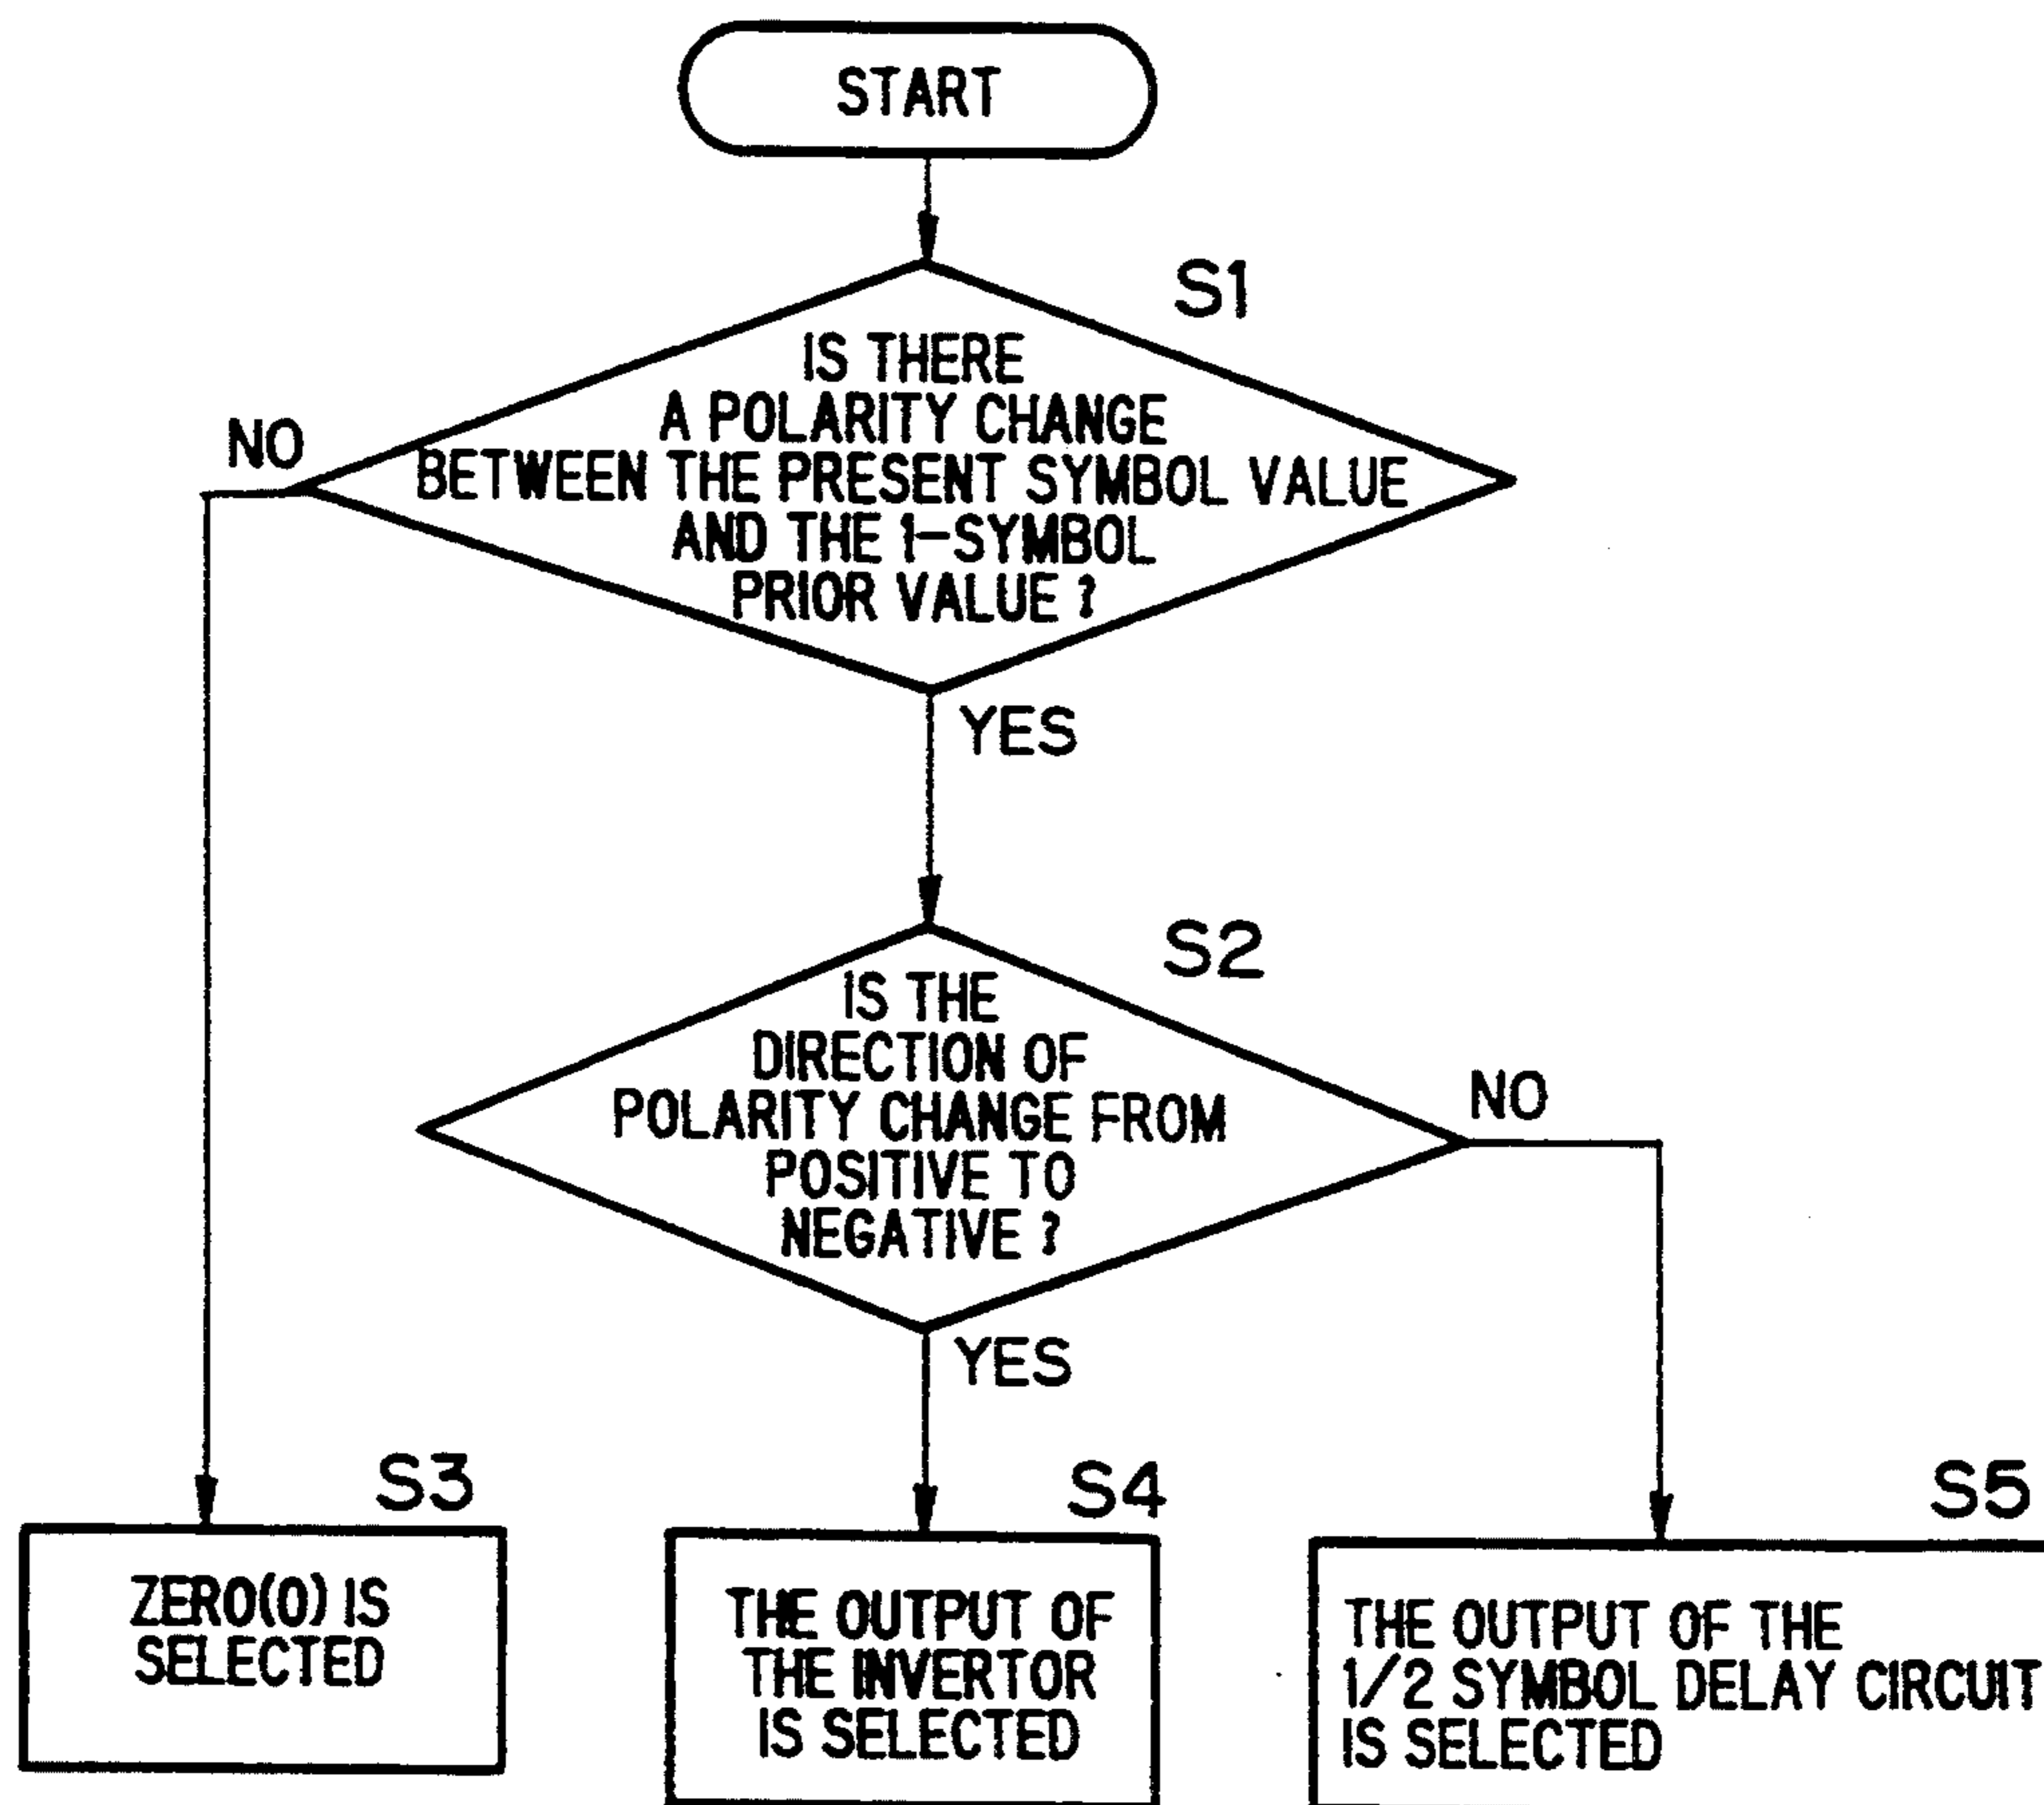 START
S1
IS THERE
A POLARITY CHANGE
BETWEEN THE PRESENT SYMBOL VALUE
AND THE 1-SYMBOL
PRIOR VALUE ?
NO
YES
S2
IS THE
DIRECTION OF
POLARITY CHANGE FROM
POSITIVE TO
NEGATIVE ?
NO
YES
S3
ZERO(0) IS
SELECTED
S4
THE OUTPUT OF
THE INVERTOR
IS SELECTED
S5
THE OUTPUT OF THE
1/2 SYMBOL DELAY CIRCUIT
IS SELECTED